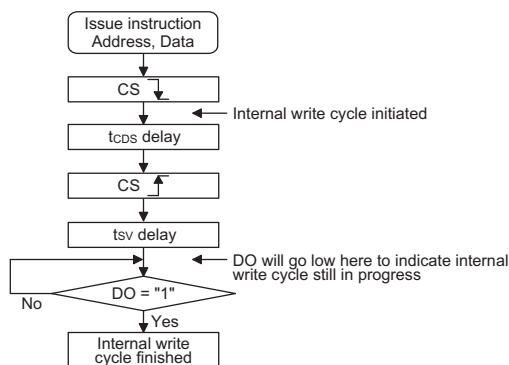 Issue instruction
Address, Data
CS
Internal write cycle initiated
tCDS delay
CS
tSV delay
DO will go low here to indicate internal
write cycle still in progress
DO = "1"
No
Yes
Internal write
cycle finished